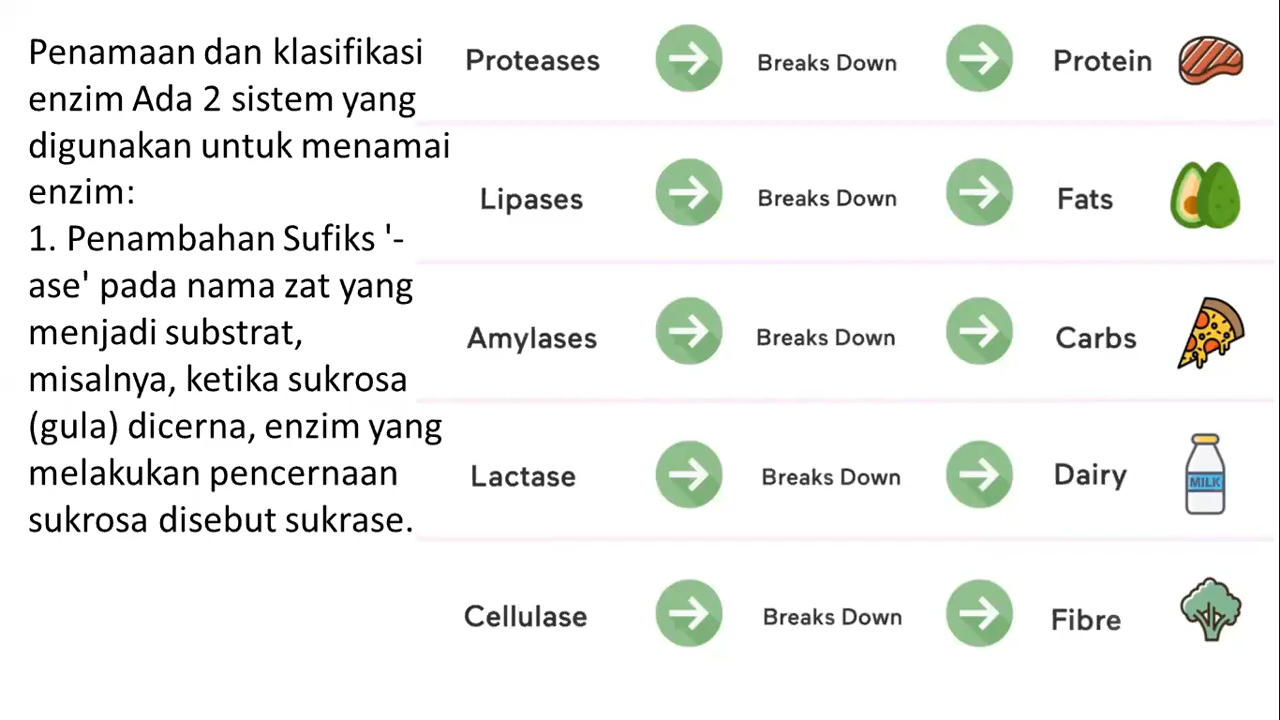 Penamaan dan klasifikasi
enzim Ada 2 sistem yang
digunakan untuk menamai
enzim:
1. Penambahan Sufiks '-
ase' pada nama zat yang
menjadi substrat,
misalnya, ketika sukrosa
(gula) dicerna, enzim yang
melakukan pencernaan
sukrosa disebut sukrase.
Proteases Breaks Down Protein
Lipases Breaks Down Fats
Amylases Breaks Down Carbs
Lactase Breaks Down Dairy
MILK
Cellulase Breaks Down Fibre